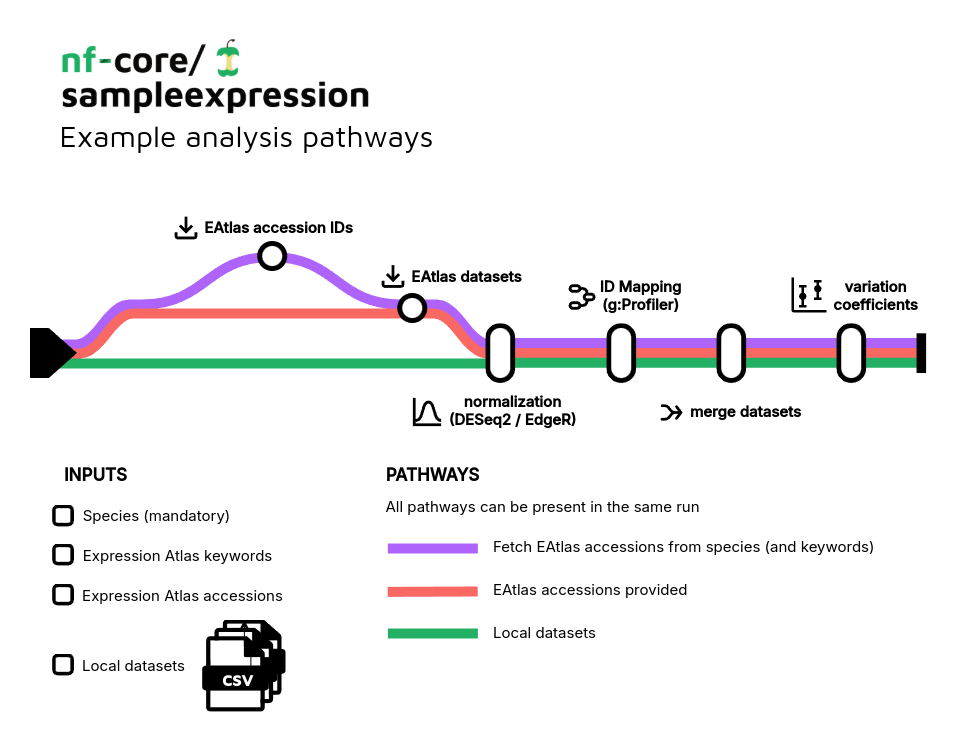 nf-core/
sampleexpression
Example analysis pathways
EAtlas accession IDs
EAtlas datasets
ID Mapping
(g:Profiler)
variation
coefficients
normalization
(DESeq2 / EdgeR)
merge datasets
INPUTS
Species (mandatory)
Expression Atlas keywords
Expression Atlas accessions
Local datasets
CSV
PATHWAYS
All pathways can be present in the same run
Fetch EAtlas accessions from species (and keywords)
EAtlas accessions provided
Local datasets